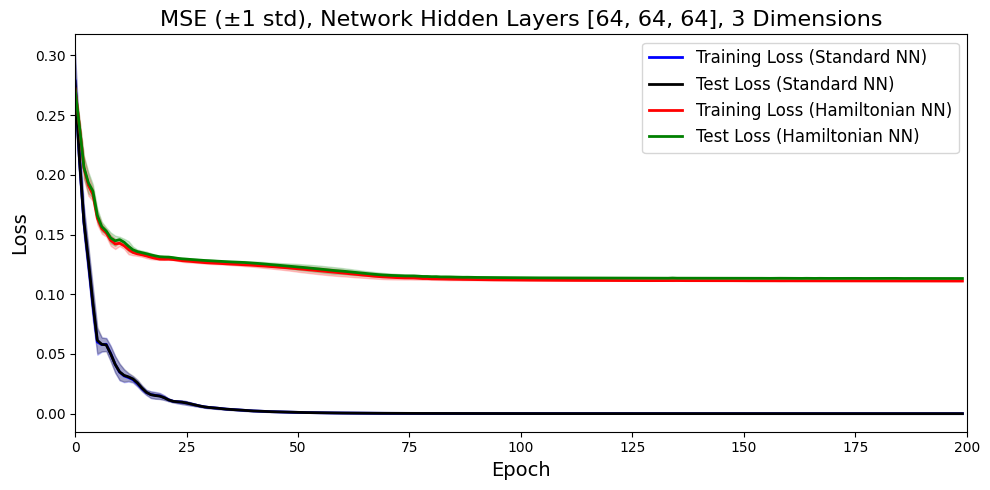 MSE (±1 std), Network Hidden Layers [64, 64, 64], 3 Dimensions
Loss
0.30
0.25
0.20
0.15
0.10
0.05
0.00
Training Loss (Standard NN)
Test Loss (Standard NN)
Training Loss (Hamiltonian NN)
Test Loss (Hamiltonian NN)
0 25 50 75 100 125 150 175 200
Epoch